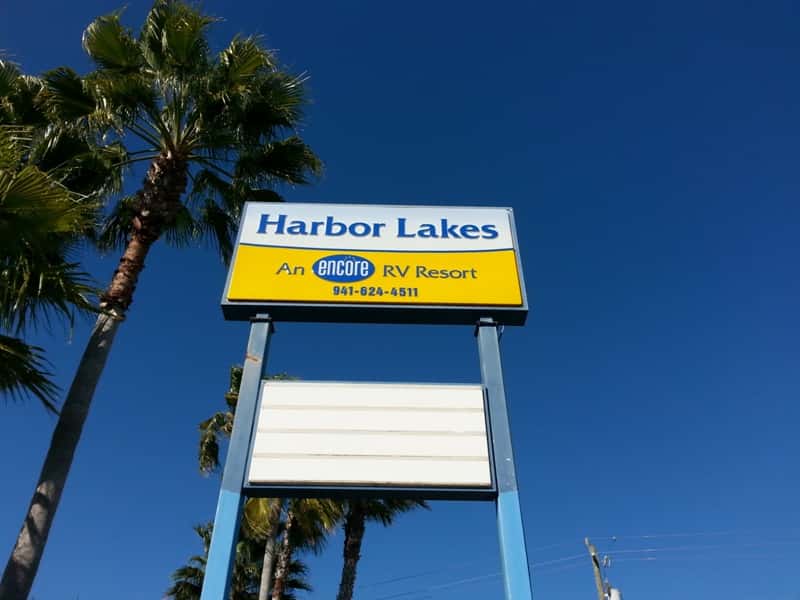 Harbor Lakes
An encore RV Resort
941-624-4511